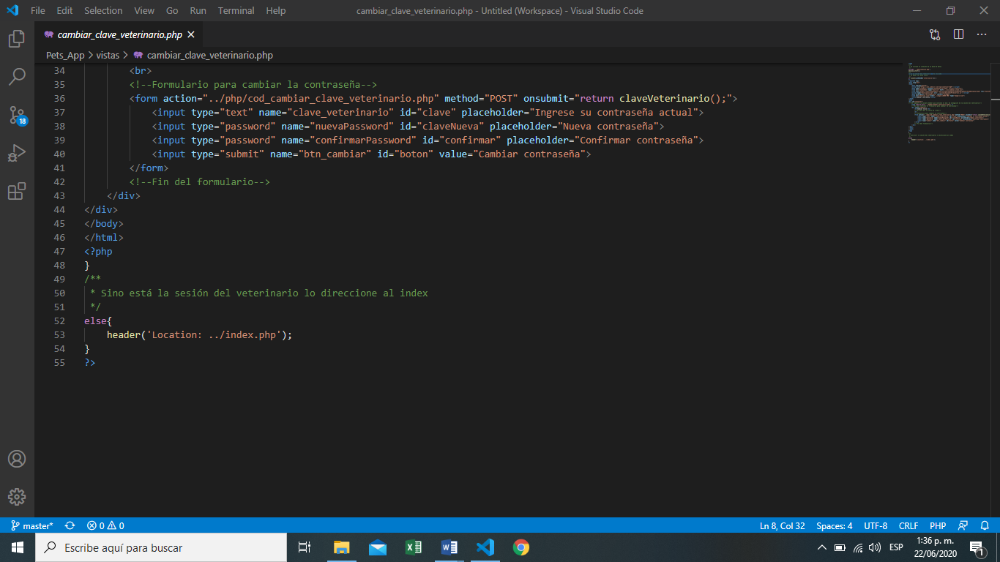 File Edit Selection View Go Run Terminal Help cambiar_clave_veterinario.php - Untitled (Workspace) - Visual Studio Code
cambiar_clave_veterinario.php
Pets_App > vistas > cambiar_clave_veterinario.php
34 <br>
35 <!--Formulario para cambiar la contraseña-->
36 <form action="../php/cod_cambiar_clave_veterinario.php" method="POST" onsubmit="return claveVeterinario();">
37 <input type="text" name="clave_veterinario" id="clave" placeholder="Ingrese su contraseña actual">
38 <input type="password" name="nuevaPassword" id="claveNueva" placeholder="Nueva contraseña">
39 <input type="password" name="confirmarPassword" id="confirmar" placeholder="Confirmar contraseña">
40 <input type="submit" name="btn_cambiar" id="boton" value="Cambiar contraseña">
41 </form>
42 <!--Fin del formulario-->
43 </div>
44 </div>
45 </body>
46 </html>
47 <?php
48 }
49 /**
50 * Sino está la sesión del veterinario lo direccione al index
51 */
52 else{
53 header('Location: ../index.php');
54 }
55 ?>
18
master* 0 0 Ln 8, Col 32 Spaces: 4 UTF-8 CRLF PHP
Escribe aquí para buscar
ESP
1:36 p. m.
22/06/2020
1